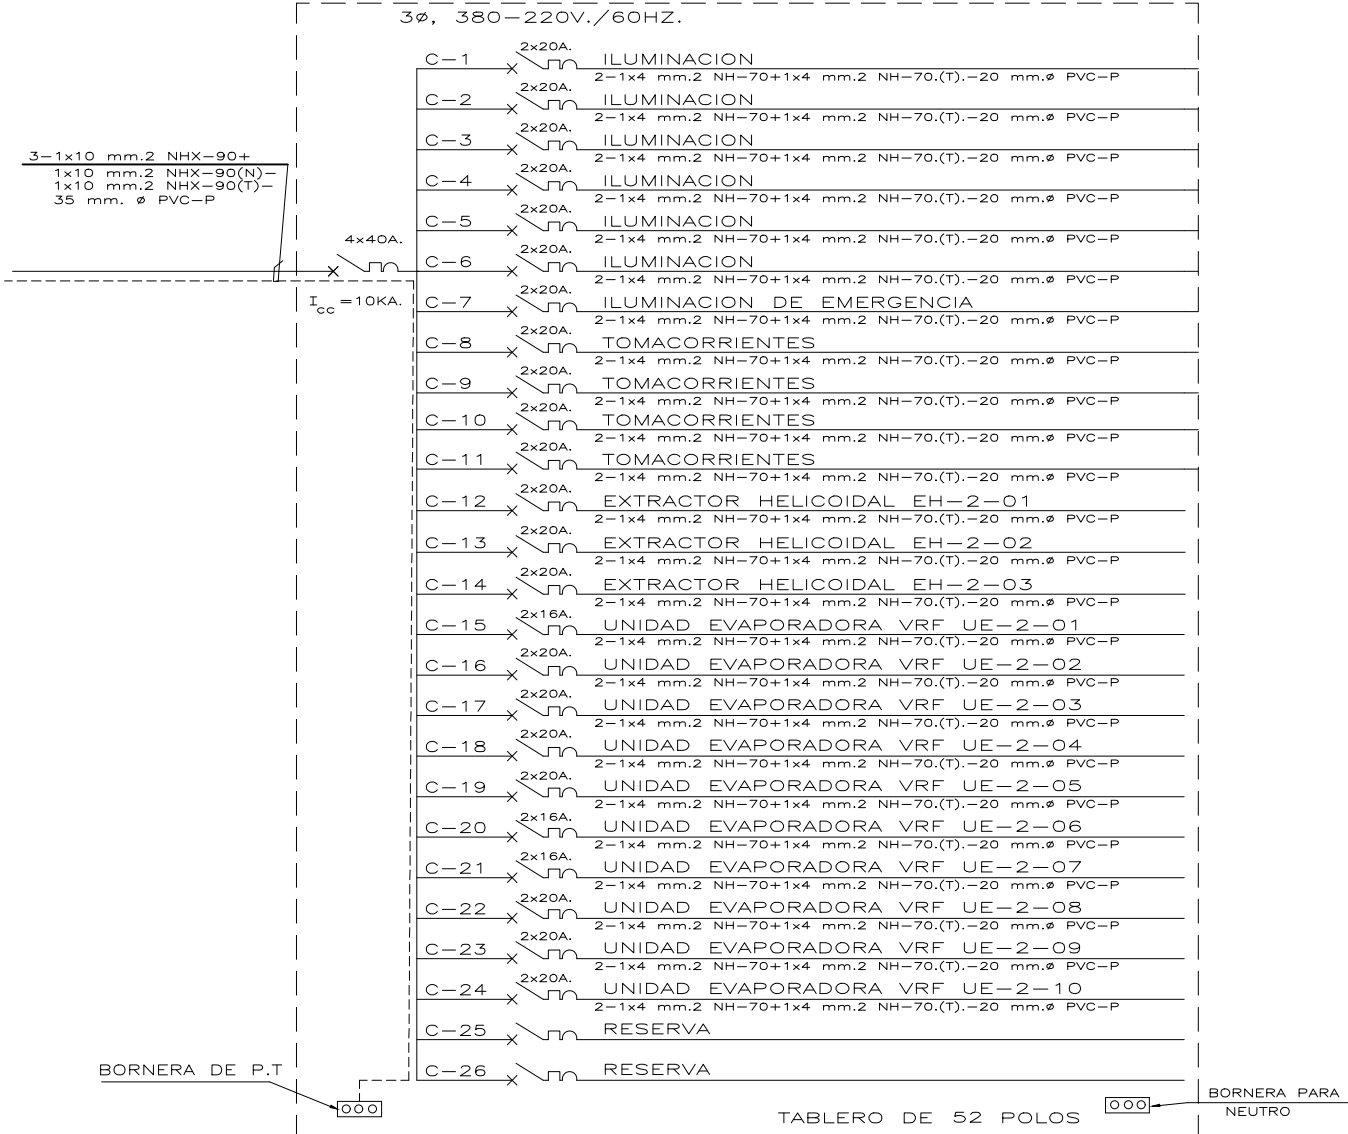 3ø, 380-220V./60HZ.
3-1x10 mm.2 NHX-90+
1x10 mm.2 NHX-90(N)-
1x10 mm.2 NHX-90(T)-
35 mm. ø PVC-P
4x40A.
Icc=10KA.
C-1 2x20A. ILUMINACION
2-1x4 mm.2 NH-70+1x4 mm.2 NH-70.(T).-20 mm.ø PVC-P
C-2 2x20A. ILUMINACION
2-1x4 mm.2 NH-70+1x4 mm.2 NH-70.(T).-20 mm.ø PVC-P
C-3 2x20A. ILUMINACION
2-1x4 mm.2 NH-70+1x4 mm.2 NH-70.(T).-20 mm.ø PVC-P
C-4 2x20A. ILUMINACION
2-1x4 mm.2 NH-70+1x4 mm.2 NH-70.(T).-20 mm.ø PVC-P
C-5 2x20A. ILUMINACION
2-1x4 mm.2 NH-70+1x4 mm.2 NH-70.(T).-20 mm.ø PVC-P
C-6 2x20A. ILUMINACION
2-1x4 mm.2 NH-70+1x4 mm.2 NH-70.(T).-20 mm.ø PVC-P
C-7 2x20A. ILUMINACION DE EMERGENCIA
2-1x4 mm.2 NH-70+1x4 mm.2 NH-70.(T).-20 mm.ø PVC-P
C-8 2x20A. TOMACORRIENTES
2-1x4 mm.2 NH-70+1x4 mm.2 NH-70.(T).-20 mm.ø PVC-P
C-9 2x20A. TOMACORRIENTES
2-1x4 mm.2 NH-70+1x4 mm.2 NH-70.(T).-20 mm.ø PVC-P
C-10 2x20A. TOMACORRIENTES
2-1x4 mm.2 NH-70+1x4 mm.2 NH-70.(T).-20 mm.ø PVC-P
C-11 2x20A. TOMACORRIENTES
2-1x4 mm.2 NH-70+1x4 mm.2 NH-70.(T).-20 mm.ø PVC-P
C-12 2x20A. EXTRACTOR HELICOIDAL EH-2-01
2-1x4 mm.2 NH-70+1x4 mm.2 NH-70.(T).-20 mm.ø PVC-P
C-13 2x20A. EXTRACTOR HELICOIDAL EH-2-02
2-1x4 mm.2 NH-70+1x4 mm.2 NH-70.(T).-20 mm.ø PVC-P
C-14 2x20A. EXTRACTOR HELICOIDAL EH-2-03
2-1x4 mm.2 NH-70+1x4 mm.2 NH-70.(T).-20 mm.ø PVC-P
C-15 2x16A. UNIDAD EVAPORADORA VRF UE-2-01
2-1x4 mm.2 NH-70+1x4 mm.2 NH-70.(T).-20 mm.ø PVC-P
C-16 2x20A. UNIDAD EVAPORADORA VRF UE-2-02
2-1x4 mm.2 NH-70+1x4 mm.2 NH-70.(T).-20 mm.ø PVC-P
C-17 2x20A. UNIDAD EVAPORADORA VRF UE-2-03
2-1x4 mm.2 NH-70+1x4 mm.2 NH-70.(T).-20 mm.ø PVC-P
C-18 2x20A. UNIDAD EVAPORADORA VRF UE-2-04
2-1x4 mm.2 NH-70+1x4 mm.2 NH-70.(T).-20 mm.ø PVC-P
C-19 2x20A. UNIDAD EVAPORADORA VRF UE-2-05
2-1x4 mm.2 NH-70+1x4 mm.2 NH-70.(T).-20 mm.ø PVC-P
C-20 2x16A. UNIDAD EVAPORADORA VRF UE-2-06
2-1x4 mm.2 NH-70+1x4 mm.2 NH-70.(T).-20 mm.ø PVC-P
C-21 2x16A. UNIDAD EVAPORADORA VRF UE-2-07
2-1x4 mm.2 NH-70+1x4 mm.2 NH-70.(T).-20 mm.ø PVC-P
C-22 2x20A. UNIDAD EVAPORADORA VRF UE-2-08
2-1x4 mm.2 NH-70+1x4 mm.2 NH-70.(T).-20 mm.ø PVC-P
C-23 2x20A. UNIDAD EVAPORADORA VRF UE-2-09
2-1x4 mm.2 NH-70+1x4 mm.2 NH-70.(T).-20 mm.ø PVC-P
C-24 2x20A. UNIDAD EVAPORADORA VRF UE-2-10
2-1x4 mm.2 NH-70+1x4 mm.2 NH-70.(T).-20 mm.ø PVC-P
C-25 RESERVA
C-26 RESERVA
BORNERA DE P.T
TABLERO DE 52 POLOS
BORNERA PARA
NEUTRO